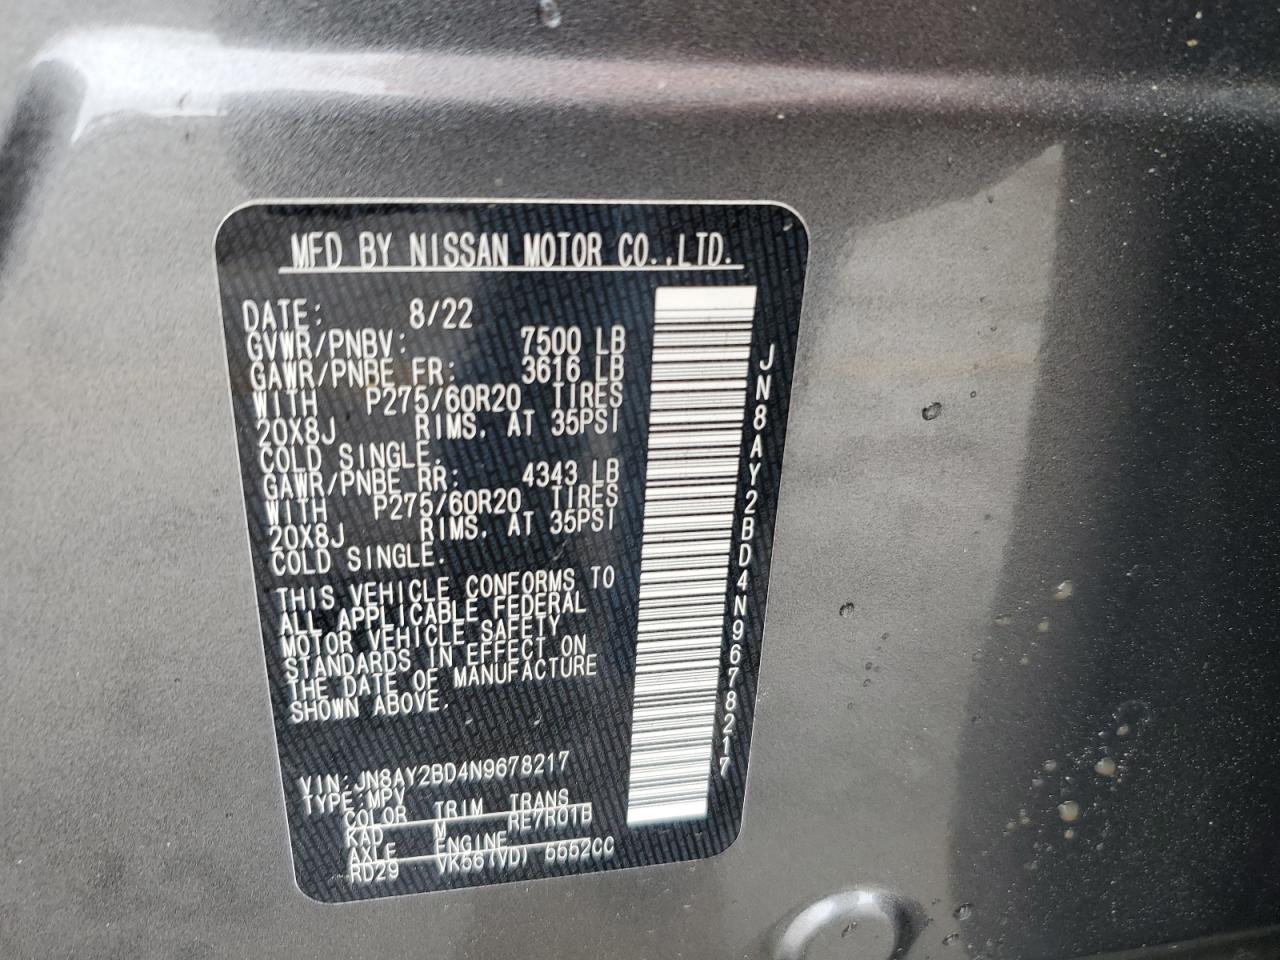 MFD BY NISSAN MOTOR CO.,LTD.
DATE: 8/22
GVWR/PNBV: 7500 LB
GAWR/PNBE FR: 3616 LB
WITH P275/60R20 TIRES
20X8J RIMS, AT 35PSI
COLD SINGLE.
GAWR/PNBE RR: 4343 LB
WITH P275/60R20 TIRES
20X8J RIMS, AT 35PSI
COLD SINGLE.
THIS VEHICLE CONFORMS TO
ALL APPLICABLE FEDERAL
MOTOR VEHICLE SAFETY
STANDARDS IN EFFECT ON
THE DATE OF MANUFACTURE
SHOWN ABOVE.
VIN:JN8AY2BD4N9678217
TYPE:MPV
COLOR TRIM TRANS
KAD M RE7R01B
AXLE ENGINE
RD29 VK56(VD) 5552CC
JN8AY2BD4N9678217